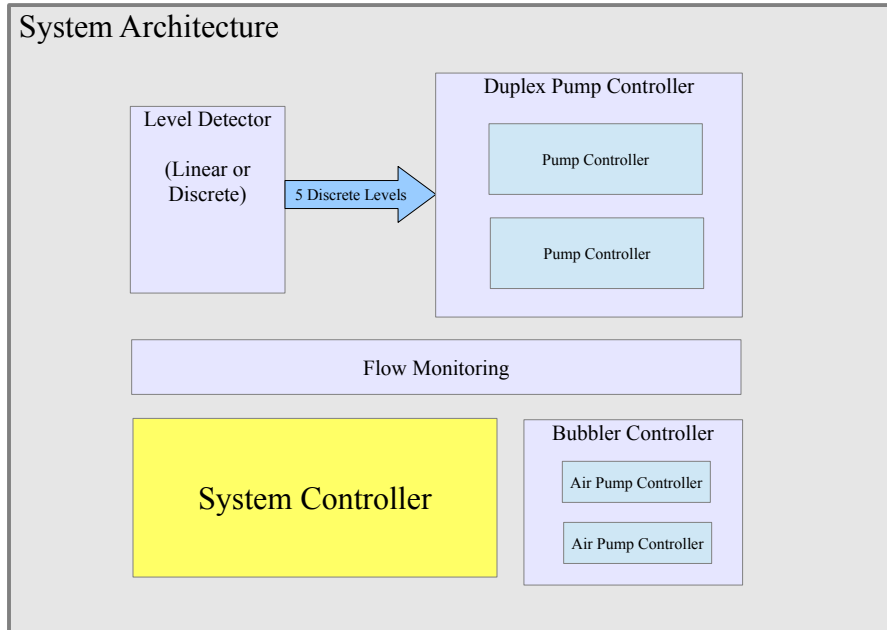 System Architecture
Level Detector
(Linear or
Discrete)
5 Discrete Levels
Duplex Pump Controller
Pump Controller
Pump Controller
Flow Monitoring
System Controller
Bubbler Controller
Air Pump Controller
Air Pump Controller